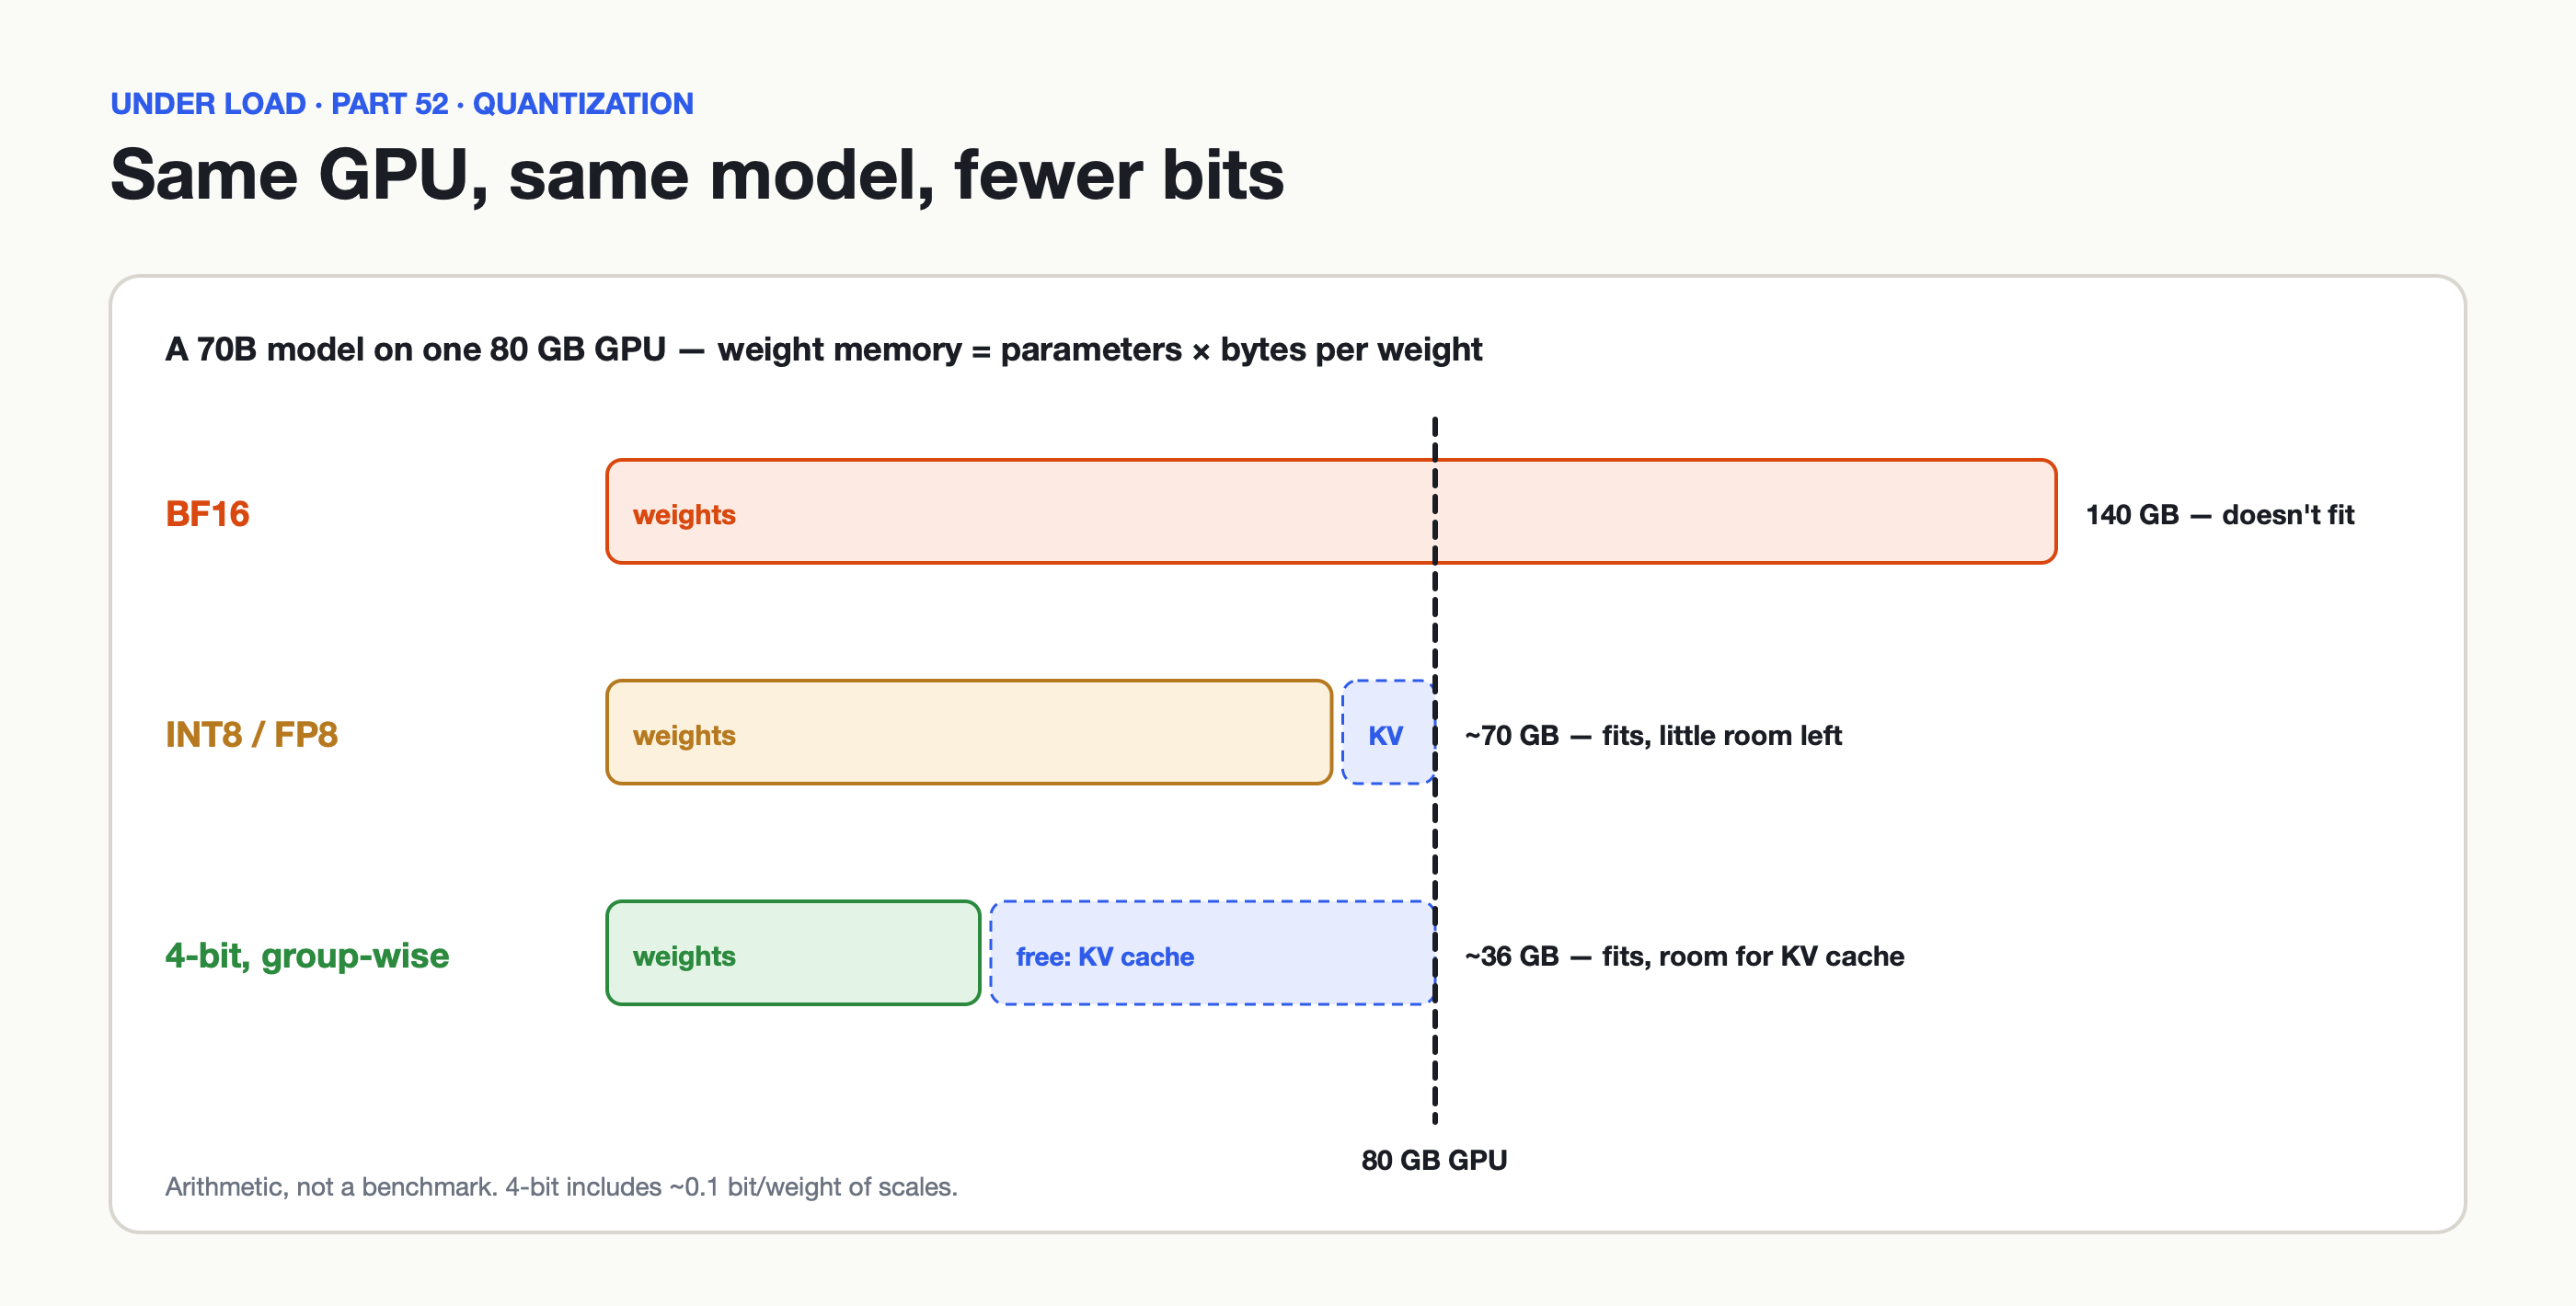 UNDER LOAD · PART 52 · QUANTIZATION
Same GPU, same model, fewer bits
A 70B model on one 80 GB GPU — weight memory = parameters × bytes per weight
BF16
weights
140 GB — doesn't fit
INT8 / FP8
weights
KV
~70 GB — fits, little room left
4-bit, group-wise
weights
free: KV cache
~36 GB — fits, room for KV cache
80 GB GPU
Arithmetic, not a benchmark. 4-bit includes ~0.1 bit/weight of scales.